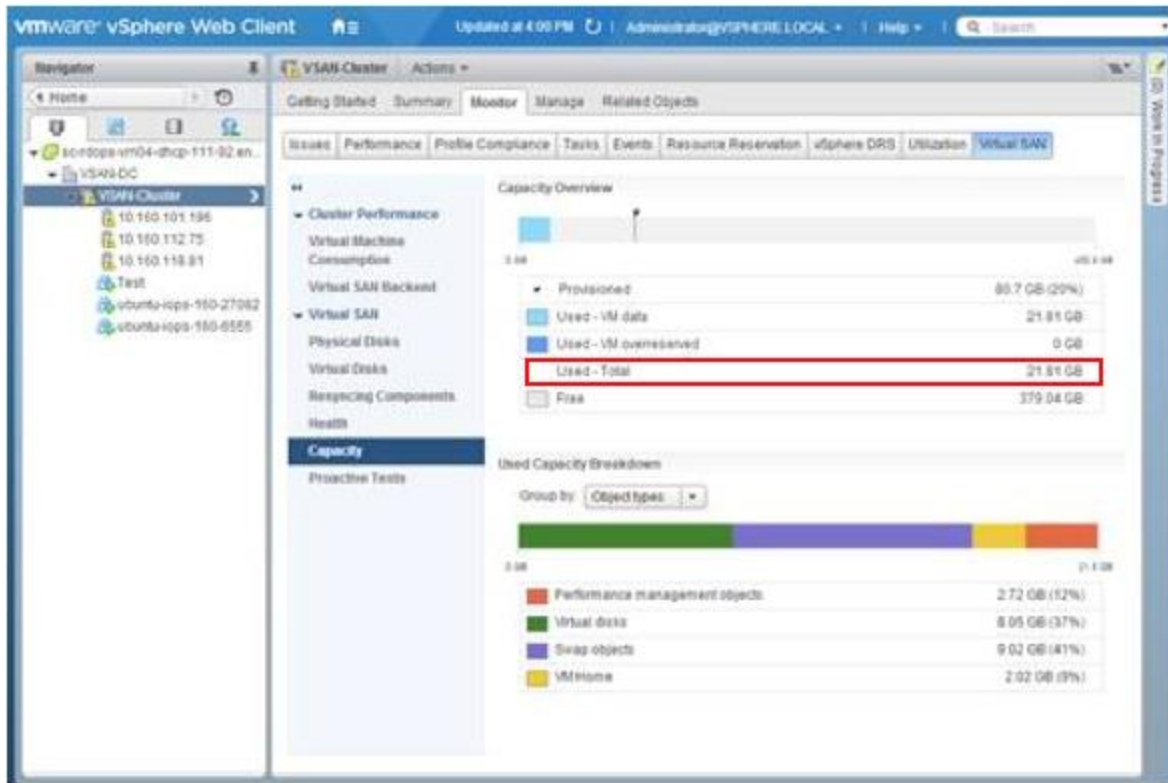 vmware vSphere Web Client
Updated at 4:00 PM
Administrator@VSPHERE.LOCAL
Help
Search
Navigator
Home
VSAN-DC
VSAN-Cluster
10.160.101.196
10.160.112.75
10.160.118.81
Test
ubuntu-iops-160-27082
ubuntu-iops-160-6555
VSAN-Cluster Actions
Getting Started Summary Monitor Manage Related Objects
Issues Performance Profile Compliance Tasks Events Resource Reservation vSphere DRS Utilization Virtual SAN
Cluster Performance
Virtual Machine
Consumption
Virtual SAN Backend
Virtual SAN
Physical Disks
Virtual Disks
Resyncing Components
Health
Capacity
Proactive Tests
Capacity Overview
0 GB
Provisioned 80.7 GB (20%)
Used - VM data 21.81 GB
Used - VM overreserved 0 GB
Used - Total 21.81 GB
Free 379.04 GB
Used Capacity Breakdown
Group by: Object types
0 GB 21.8 GB
Performance management objects 2.72 GB (12%)
Virtual disks 8.05 GB (37%)
Swap objects 9.02 GB (41%)
VM Home 2.02 GB (9%)
Work in Progress